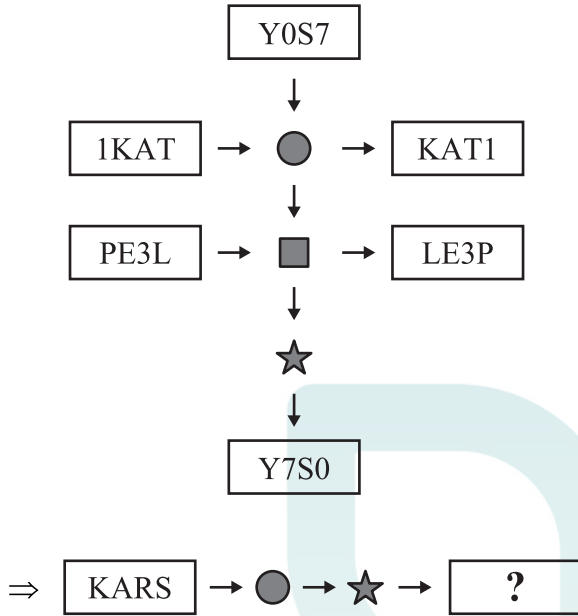 Y0S7
1KAT
KAT1
PE3L
LE3P
Y7S0
⇒ KARS ?